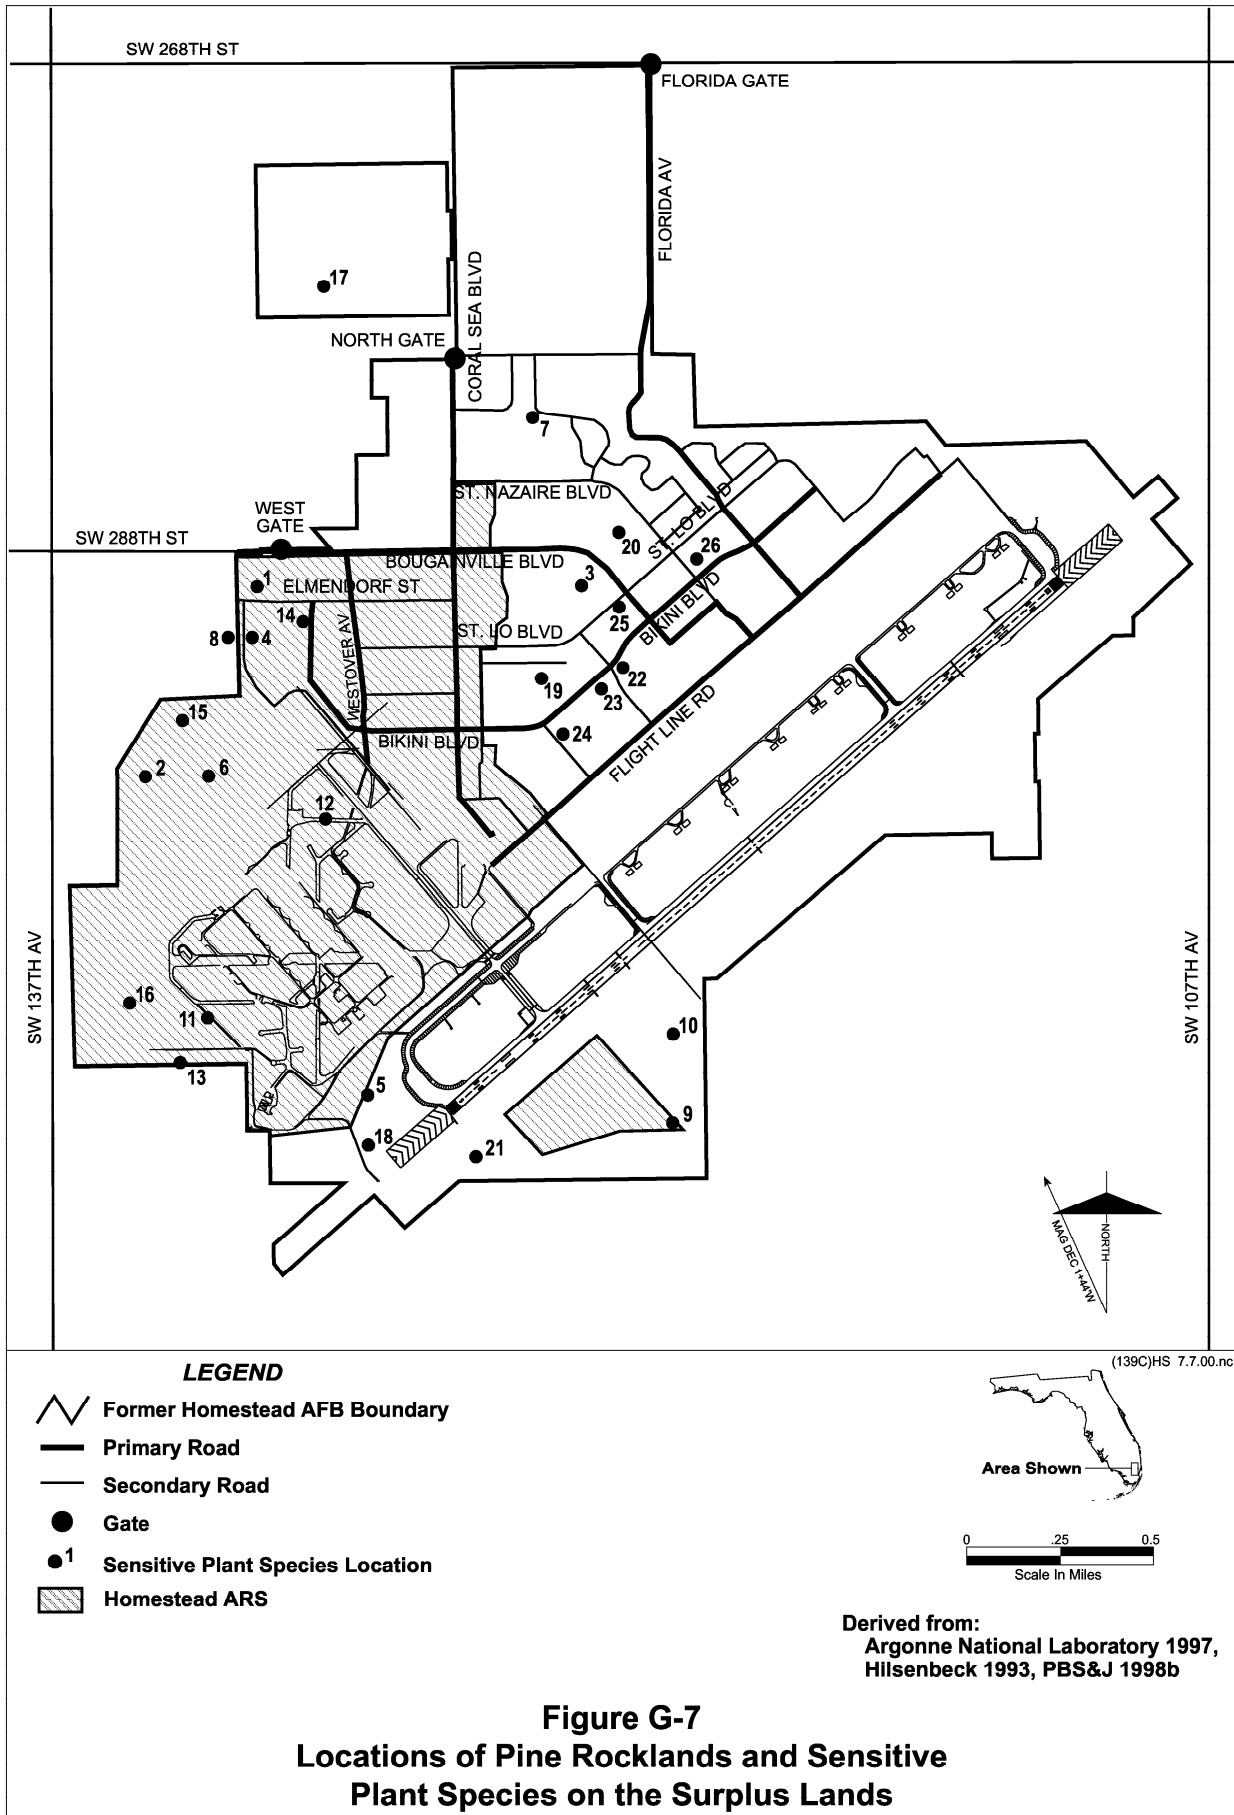 SW 268TH ST
FLORIDA GATE
FLORIDA AV
17
CORAL SEA BLVD
NORTH GATE
7
ST. NAZAIRE BLVD
ST. LO BLVD
WEST
GATE
SW 288TH ST
20
26
BOUGAINVILLE BLVD
1
ELMENDORF ST
3
14
25
BIKINI BLVD
8
4
ST. LO BLVD
WESTOVER AV
22
19
23
15
24
BIKINI BLVD
FLIGHT LINE RD
2
6
12
SW 137TH AV
SW 107TH AV
16
11
10
13
5
9
18
21
NORTH
MAG DEC 1+44'W
(139C)HS 7.7.00.nc
LEGEND
Former Homestead AFB Boundary
Primary Road
Secondary Road
Gate
1
Sensitive Plant Species Location
Homestead ARS
Area Shown
0 .25 0.5
Scale In Miles
Derived from:
Argonne National Laboratory 1997,
Hilsenbeck 1993, PBS&J 1998b
Figure G-7
Locations of Pine Rocklands and Sensitive
Plant Species on the Surplus Lands